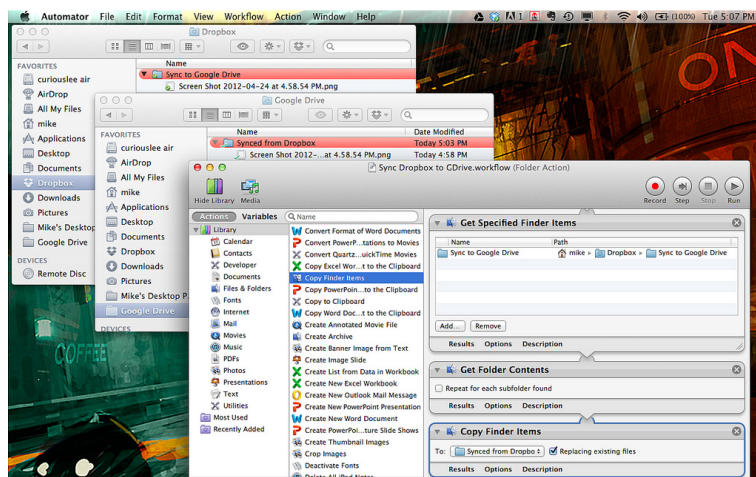 Automator File Edit Format View Workflow Action Window Help
1 (100%) Tue 5:07 PM
Dropbox
Name
FAVORITES
curiouslee air
AirDrop
All My Files
mike
Applications
Desktop
Documents
Dropbox
Downloads
Pictures
Mike's Desktop
Google Drive
DEVICES
Remote Disc
Sync to Google Drive
Screen Shot 2012-04-24 at 4.58.54 PM.png
Google Drive
Name Date Modified
FAVORITES
curiouslee air
AirDrop
All My Files
mike
Applications
Desktop
Documents
Dropbox
Downloads
Pictures
Mike's Desktop P...
Google Drive
DEVICES
Synced from Dropbox Today 5:03 PM
Screen Shot 2012-...at 4.58.54 PM.png Today 4:58 PM
Sync Dropbox to GDrive.workflow (Folder Action)
Hide Library Media
Record Step Stop Run
Actions Variables Name
Library
Calendar
Contacts
Developer
Documents
Files & Folders
Fonts
Internet
Mail
Movies
Music
PDFs
Photos
Presentations
Text
Utilities
Most Used
Recently Added
Convert Format of Word Documents
Convert PowerP...tations to Movies
Convert Quartz...uickTime Movies
Copy Excel Wor...t to the Clipboard
Copy Finder Items
Copy PowerPoin...to the Clipboard
Copy to Clipboard
Copy Word Doc...t to the Clipboard
Create Annotated Movie File
Create Archive
Create Banner Image from Text
Create Image Slide
Create List from Data in Workbook
Create New Excel Workbook
Create New Outlook Mail Message
Create New PowerPoint Presentation
Create New Word Document
Create PowerPoi...ture Slide Shows
Create Thumbnail Images
Crop Images
Deactivate Fonts
Delete All iPod Notes
Get Specified Finder Items
Name Path
Sync to Google Drive mike ▸ Dropbox ▸ Sync to Google Drive
Add... Remove
Results Options Description
Get Folder Contents
Repeat for each subfolder found
Results Options Description
Copy Finder Items
To: Synced from Dropbo Replacing existing files
Results Options Description
COFFEE
ON